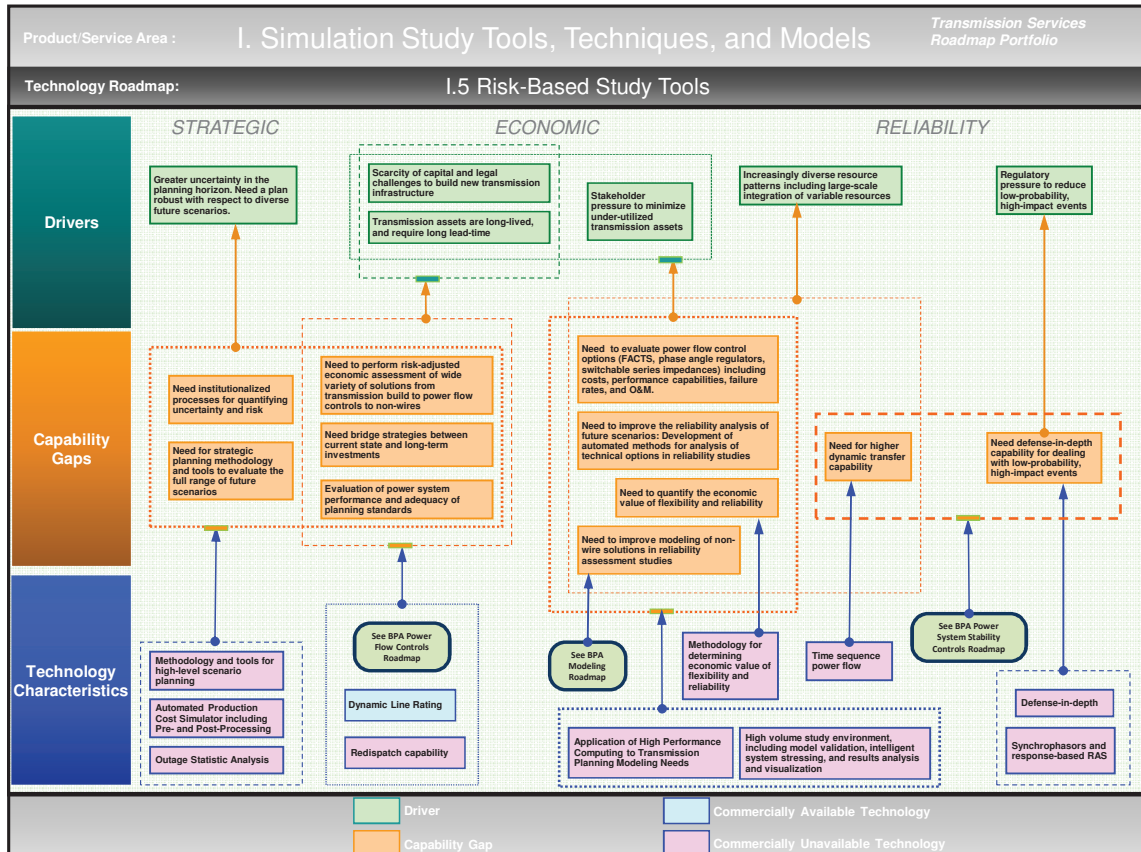 Product/Service Area :
I. Simulation Study Tools, Techniques, and Models
Transmission Services
Roadmap Portfolio
Technology Roadmap:
I.5 Risk-Based Study Tools
STRATEGIC
ECONOMIC
RELIABILITY
Drivers
Greater uncertainty in the
planning horizon. Need a plan
robust with respect to diverse
future scenarios.
Scarcity of capital and legal
challenges to build new transmission
infrastructure
Transmission assets are long-lived,
and require long lead-time
Stakeholder
pressure to minimize
under-utilized
transmission assets
Increasingly diverse resource
patterns including large-scale
integration of variable resources
Regulatory
pressure to reduce
low-probability,
high-impact events
Capability
Gaps
Need institutionalized
processes for quantifying
uncertainty and risk
Need for strategic
planning methodology
and tools to evaluate the
full range of future
scenarios
Need to perform risk-adjusted
economic assessment of wide
variety of solutions from
transmission build to power flow
controls to non-wires
Need bridge strategies between
current state and long-term
investments
Evaluation of power system
performance and adequacy of
planning standards
Need to evaluate power flow control
options (FACTS, phase angle regulators,
switchable series impedances) including
costs, performance capabilities, failure
rates, and O&M.
Need to improve the reliability analysis of
future scenarios: Development of
automated methods for analysis of
technical options in reliability studies
Need to quantify the economic
value of flexibility and reliability
Need to improve modeling of non-
wire solutions in reliability
assessment studies
Need for higher
dynamic transfer
capability
Need defense-in-depth
capability for dealing
with low-probability,
high-impact events
Technology
Characteristics
Methodology and tools for
high-level scenario
planning
Automated Production
Cost Simulator including
Pre- and Post-Processing
Outage Statistic Analysis
See BPA Power
Flow Controls
Roadmap
Dynamic Line Rating
Redispatch capability
See BPA
Modeling
Roadmap
Methodology for
determining
economic value of
flexibility and
reliability
Application of High Performance
Computing to Transmission
Planning Modeling Needs
High volume study environment,
including model validation, intelligent
system stressing, and results analysis
and visualization
Time sequence
power flow
See BPA Power
System Stability
Controls Roadmap
Defense-in-depth
Synchrophasors and
response-based RAS
Driver
Capability Gap
Commercially Available Technology
Commercially Unavailable Technology